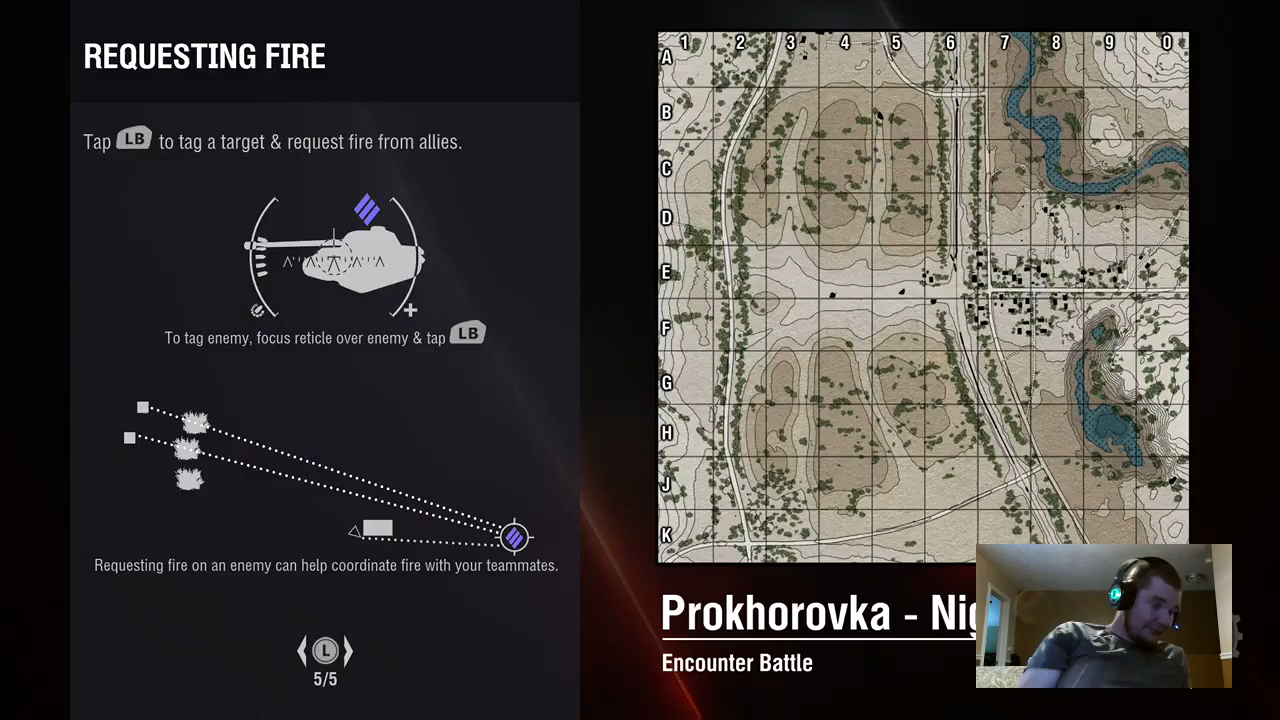 REQUESTING FIRE
Tap LB to tag a target & request fire from allies.
To tag enemy, focus reticle over enemy & tap LB
Requesting fire on an enemy can help coordinate fire with your teammates.
L
5/5
1 2 3 4 5 6 7 8 9 0
A
B
C
D
E
F
G
H
J
K
Prokhorovka - Nig
Encounter Battle